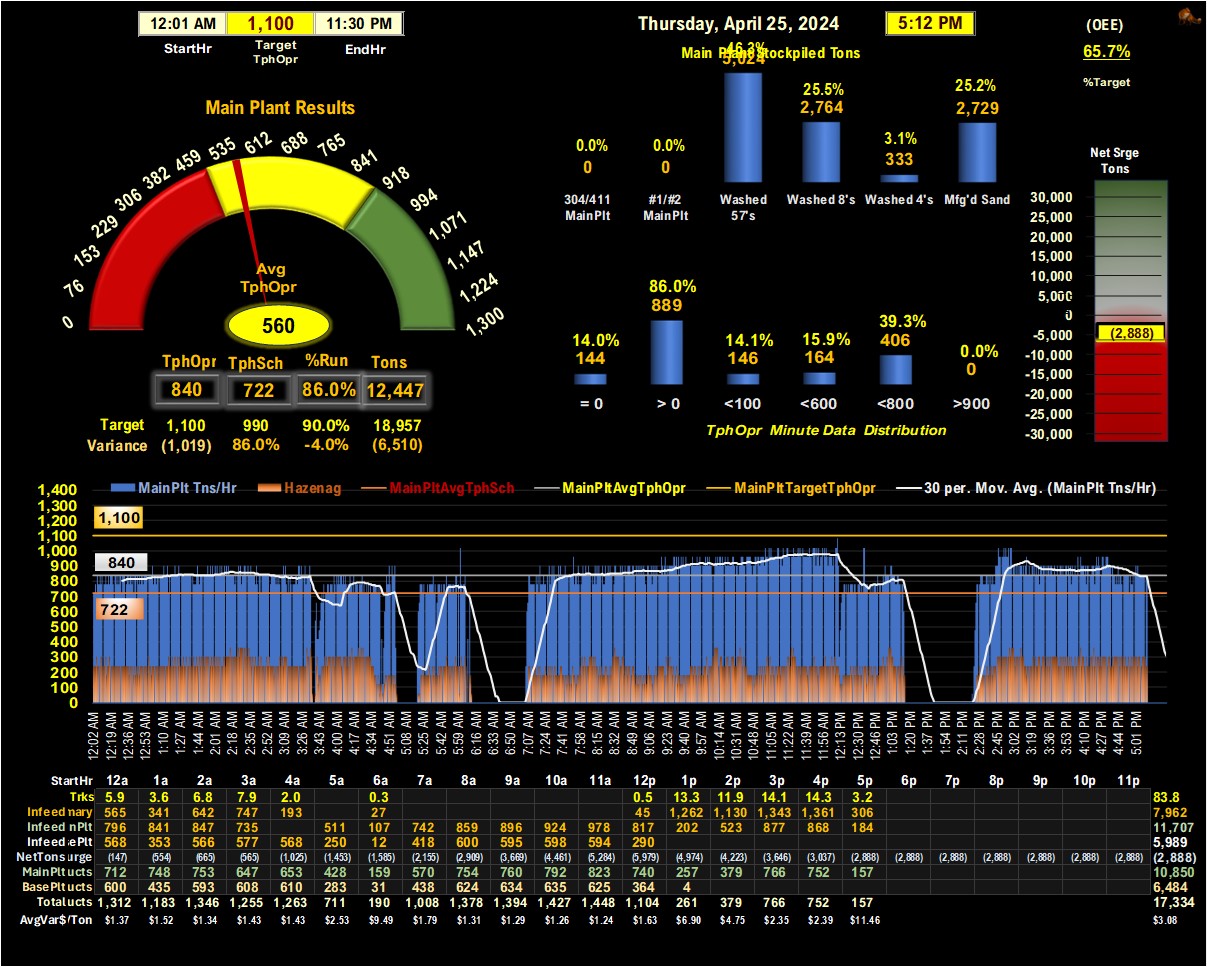 12:01 AM 1,100 11:30 PM
StartHr Target TphOpr EndHr
Thursday, April 25, 2024 5:12 PM
(OEE)
65.7%
%Target
Main Plant Stockpiled Tons
46.3% 25.5% 25.2%
5,024 2,764 2,729
0.0% 0.0% 3.1%
0 0 333
304/411 MainPlt #1/#2 MainPlt Washed 57's Washed 8's Washed 4's Mfg'd Sand
Main Plant Results
0 76 153 229 306 382 459 535 612 688 765 841 918 994 1,071 1,147 1,224 1,300
Avg
TphOpr
560
TphOpr TphSch %Run Tons
840 722 86.0% 12,447
Target 1,100 990 90.0% 18,957
Variance (1,019) 86.0% -4.0% (6,510)
14.0% 86.0% 14.1% 15.9% 39.3% 0.0%
144 889 146 164 406 0
= 0 > 0 <100 <600 <800 >900
TphOpr Minute Data Distribution
Net Srge
Tons
30,000
25,000
20,000
15,000
10,000
5,000
0
-5,000
-10,000
-15,000
-20,000
-25,000
-30,000
(2,888)
MainPlt Tns/Hr Hazenag MainPltAvgTphSch MainPltAvgTphOpr MainPltTargetTphOpr 30 per. Mov. Avg. (MainPlt Tns/Hr)
1,400
1,300
1,200
1,100
1,000
900
800
700
600
500
400
300
200
100
0
1,100
840
722
12:02 AM 12:19 AM 12:36 AM 12:53 AM 1:10 AM 1:27 AM 1:44 AM 2:01 AM 2:18 AM 2:35 AM 2:52 AM 3:09 AM 3:26 AM 3:43 AM 4:00 AM 4:17 AM 4:34 AM 4:51 AM 5:08 AM 5:25 AM 5:42 AM 5:59 AM 6:16 AM 6:33 AM 6:50 AM 7:07 AM 7:24 AM 7:41 AM 7:58 AM 8:15 AM 8:32 AM 8:49 AM 9:06 AM 9:23 AM 9:40 AM 9:57 AM 10:14 AM 10:31 AM 10:48 AM 11:05 AM 11:22 AM 11:39 AM 11:56 AM 12:13 PM 12:30 PM 12:46 PM 1:03 PM 1:20 PM 1:37 PM 1:54 PM 2:11 PM 2:28 PM 2:45 PM 3:02 PM 3:19 PM 3:36 PM 3:53 PM 4:10 PM 4:27 PM 4:44 PM 5:01 PM
StartHr 12a 1a 2a 3a 4a 5a 6a 7a 8a 9a 10a 11a 12p 1p 2p 3p 4p 5p 6p 7p 8p 9p 10p 11p
Trks 5.9 3.6 6.8 7.9 2.0 0.3 0.5 13.3 11.9 14.1 14.3 3.2 83.8
Infeed mary 565 341 642 747 193 27 45 1,262 1,130 1,343 1,361 306 7,962
Infeed nPlt 796 841 847 735 511 107 742 859 896 924 978 817 202 523 877 868 184 11,707
Infeed ePlt 568 353 566 577 568 250 12 418 600 595 598 594 290 5,989
NetTonsurge (147) (554) (665) (565) (1,025) (1,453) (1,585) (2,155) (2,909) (3,669) (4,461) (5,284) (5,979) (4,974) (4,223) (3,646) (3,037) (2,888) (2,888) (2,888) (2,888) (2,888) (2,888) (2,888) (2,888)
MainPlt ucts 712 748 753 647 653 428 159 570 754 760 792 823 740 257 379 766 752 157 10,850
BasePlt ucts 600 435 593 608 610 283 31 438 624 634 635 625 364 4 6,484
Total ucts 1,312 1,183 1,346 1,255 1,263 711 190 1,008 1,378 1,394 1,427 1,448 1,104 261 379 766 752 157 17,334
AvgVar$/Ton $1.37 $1.52 $1.34 $1.43 $1.43 $2.53 $9.49 $1.79 $1.31 $1.29 $1.26 $1.24 $1.63 $6.90 $4.75 $2.35 $2.39 $11.46 $3.08